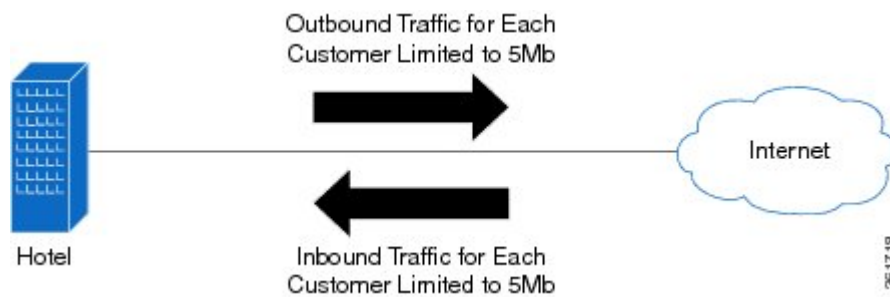 Outbound Traffic for Each
Customer Limited to 5Mb
Internet
Hotel
Inbound Traffic for Each
Customer Limited to 5Mb